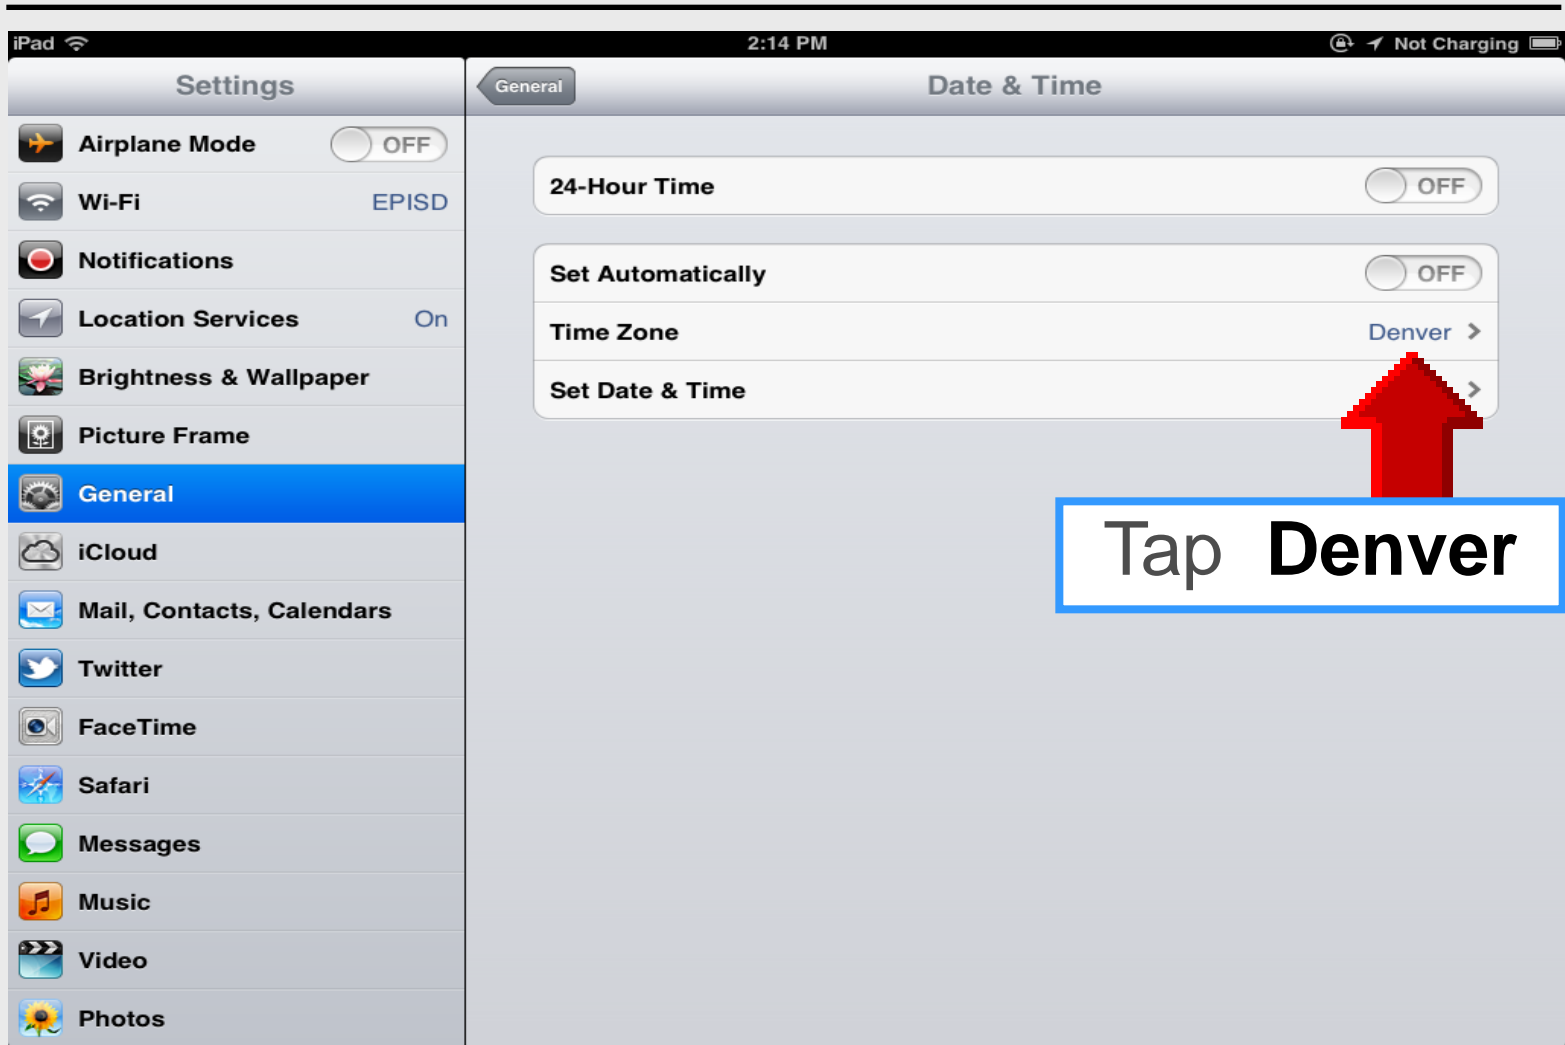 iPad 2:14 PM Not Charging
Settings
General Date & Time
Airplane Mode OFF
Wi-Fi EPISD
Notifications
Location Services On
Brightness & Wallpaper
Picture Frame
General
iCloud
Mail, Contacts, Calendars
Twitter
FaceTime
Safari
Messages
Music
Video
Photos
24-Hour Time OFF
Set Automatically OFF
Time Zone Denver
Set Date & Time
Tap Denver